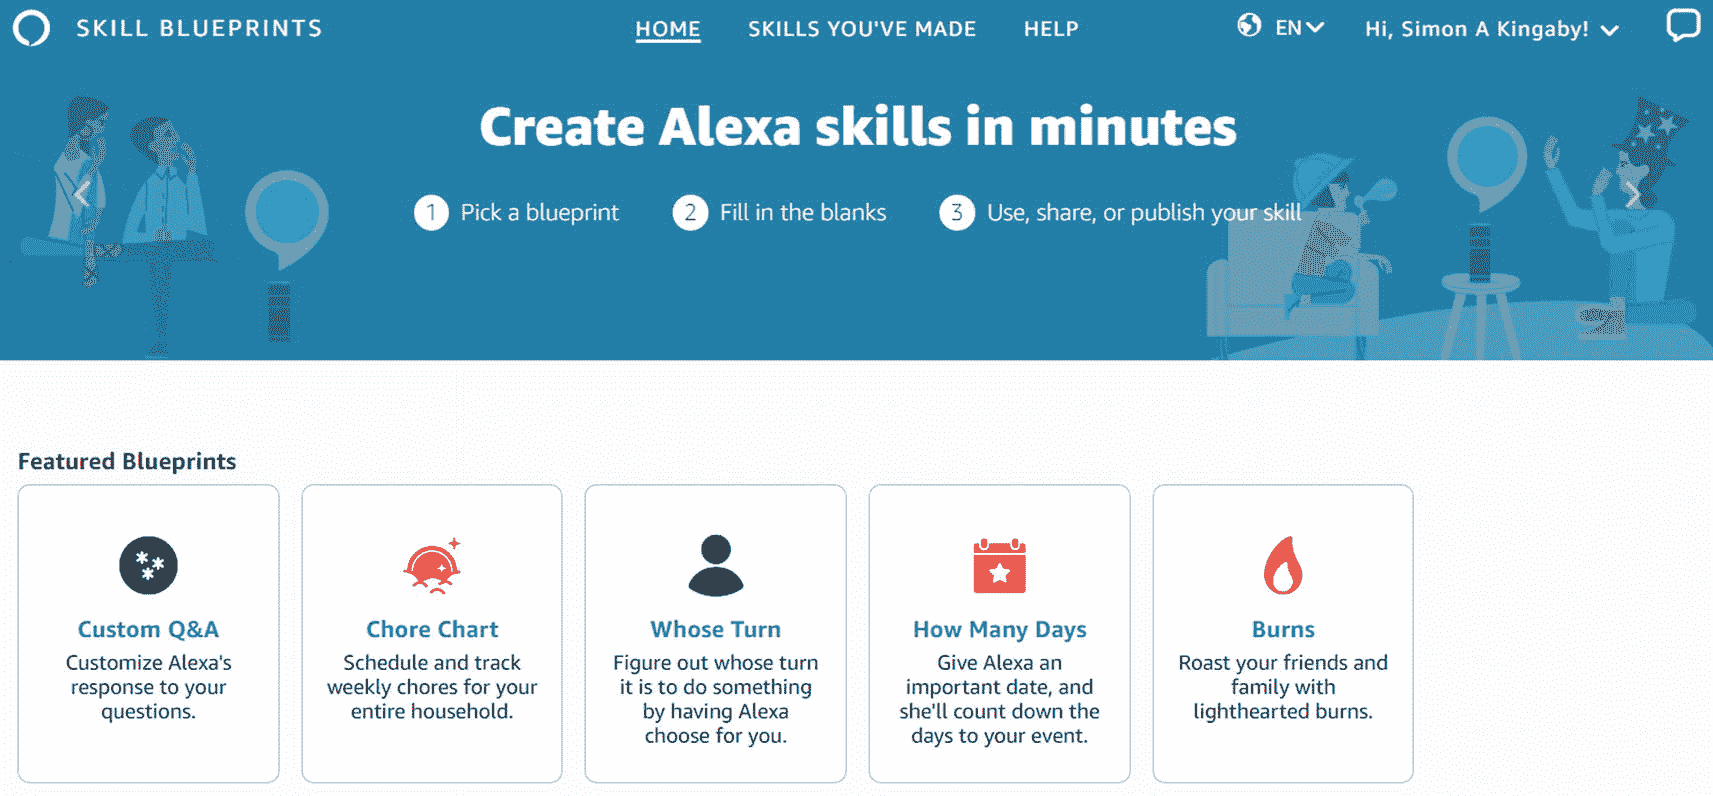 SKILL BLUEPRINTS
HOME SKILLS YOU'VE MADE HELP
EN
Hi, Simon A Kingaby!
Create Alexa skills in minutes
1 Pick a blueprint 2 Fill in the blanks 3 Use, share, or publish your skill
Featured Blueprints
Custom Q&A
Customize Alexa's
response to your
questions.
Chore Chart
Schedule and track
weekly chores for your
entire household.
Whose Turn
Figure out whose turn
it is to do something
by having Alexa
choose for you.
How Many Days
Give Alexa an
important date, and
she'll count down the
days to your event.
Burns
Roast your friends and
family with
lighthearted burns.